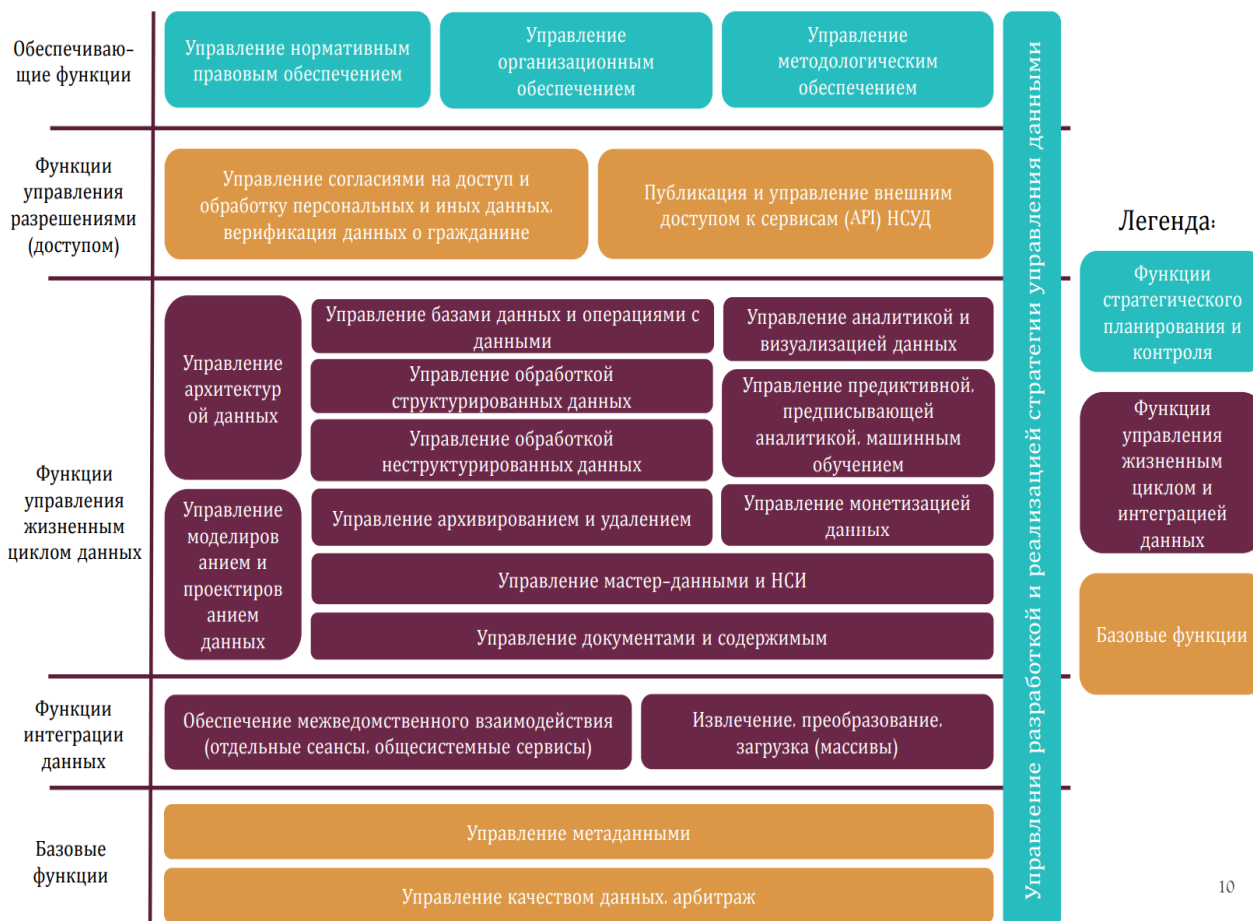 Обеспечиваю-
щие функции
Управление нормативным
правовым обеспечением
Управление
организационным
обеспечением
Управление
методологическим
обеспечением
Функции
управления
разрешениями
(доступом)
Управление согласиями на доступ и
обработку персональных и иных данных,
верификация данных о гражданине
Публикация и управление внешним
доступом к сервисам (API) НСУД
Функции
управления
жизненным
циклом данных
Управление
архитектур
ой данных
Управление
моделиров
анием и
проектиров
анием
данных
Управление базами данных и операциями с
данными
Управление обработкой
структурированных данных
Управление обработкой
неструктурированных данных
Управление архивированием и удалением
Управление аналитикой и
визуализацией данных
Управление предиктивной,
предписывающей
аналитикой, машинным
обучением
Управление монетизацией
данных
Управление мастер-данными и НСИ
Управление документами и содержимым
Функции
интеграции
данных
Обеспечение межведомственного взаимодействия
(отдельные сеансы, общесистемные сервисы)
Извлечение, преобразование,
загрузка (массивы)
Базовые
функции
Управление метаданными
Управление качеством данных, арбитраж
Управление разработкой и реализацией стратегии управления данными
Легенда:
Функции
стратегического
планирования и
контроля
Функции
управления
жизненным
циклом и
интеграцией
данных
Базовые функции
10